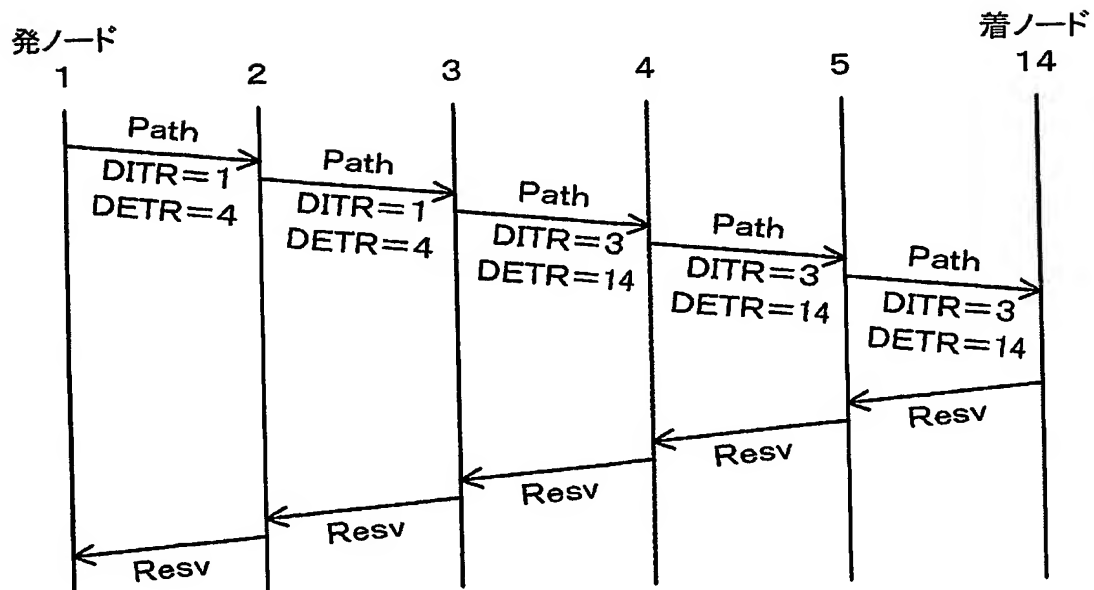 発ノード
着ノード
1
2
3
4
5
14
Path
DITR=1
DETR=4
Path
DITR=1
DETR=4
Path
DITR=3
DETR=14
Path
DITR=3
DETR=14
Path
DITR=3
DETR=14
Resv
Resv
Resv
Resv
Resv